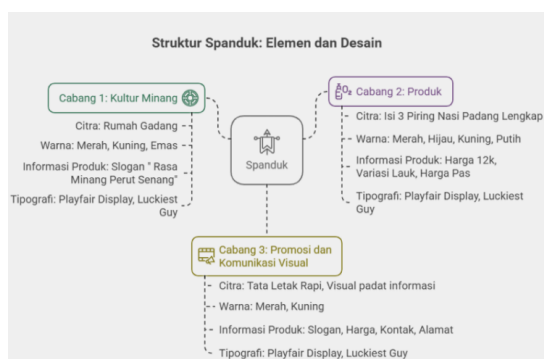 Struktur Spanduk: Elemen dan Desain
Cabang 1: Kultur Minang
Citra: Rumah Gadang
Warna: Merah, Kuning, Emas
Informasi Produk: Slogan " Rasa
Minang Perut Senang"
Tipografi: Playfair Display, Luckiest
Guy
Spanduk
Cabang 2: Produk
Citra: Isi 3 Piring Nasi Padang Lengkap
Warna: Merah, Hijau, Kuning, Putih
Informasi Produk: Harga 12k,
Variasi Lauk, Harga Pas
Tipografi: Playfair Display, Luckiest
Guy
Cabang 3: Promosi dan
Komunikasi Visual
Citra: Tata Letak Rapi, Visual padat informasi
Warna: Merah, Kuning
Informasi Produk: Slogan, Harga, Kontak, Alamat
Tipografi: Playfair Display, Luckiest Guy